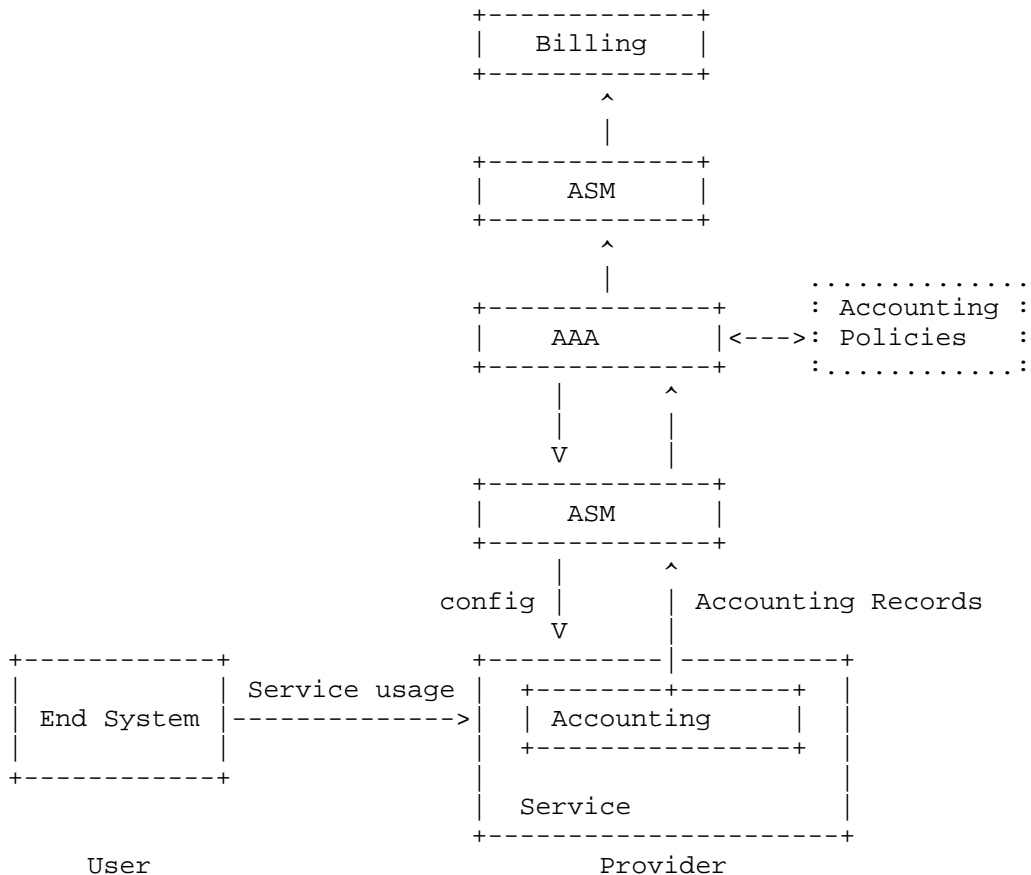 Billing
ASM
Accounting
AAA
Policies
ASM
config
Accounting Records
Service usage
End System
Accounting
Service
User
Provider